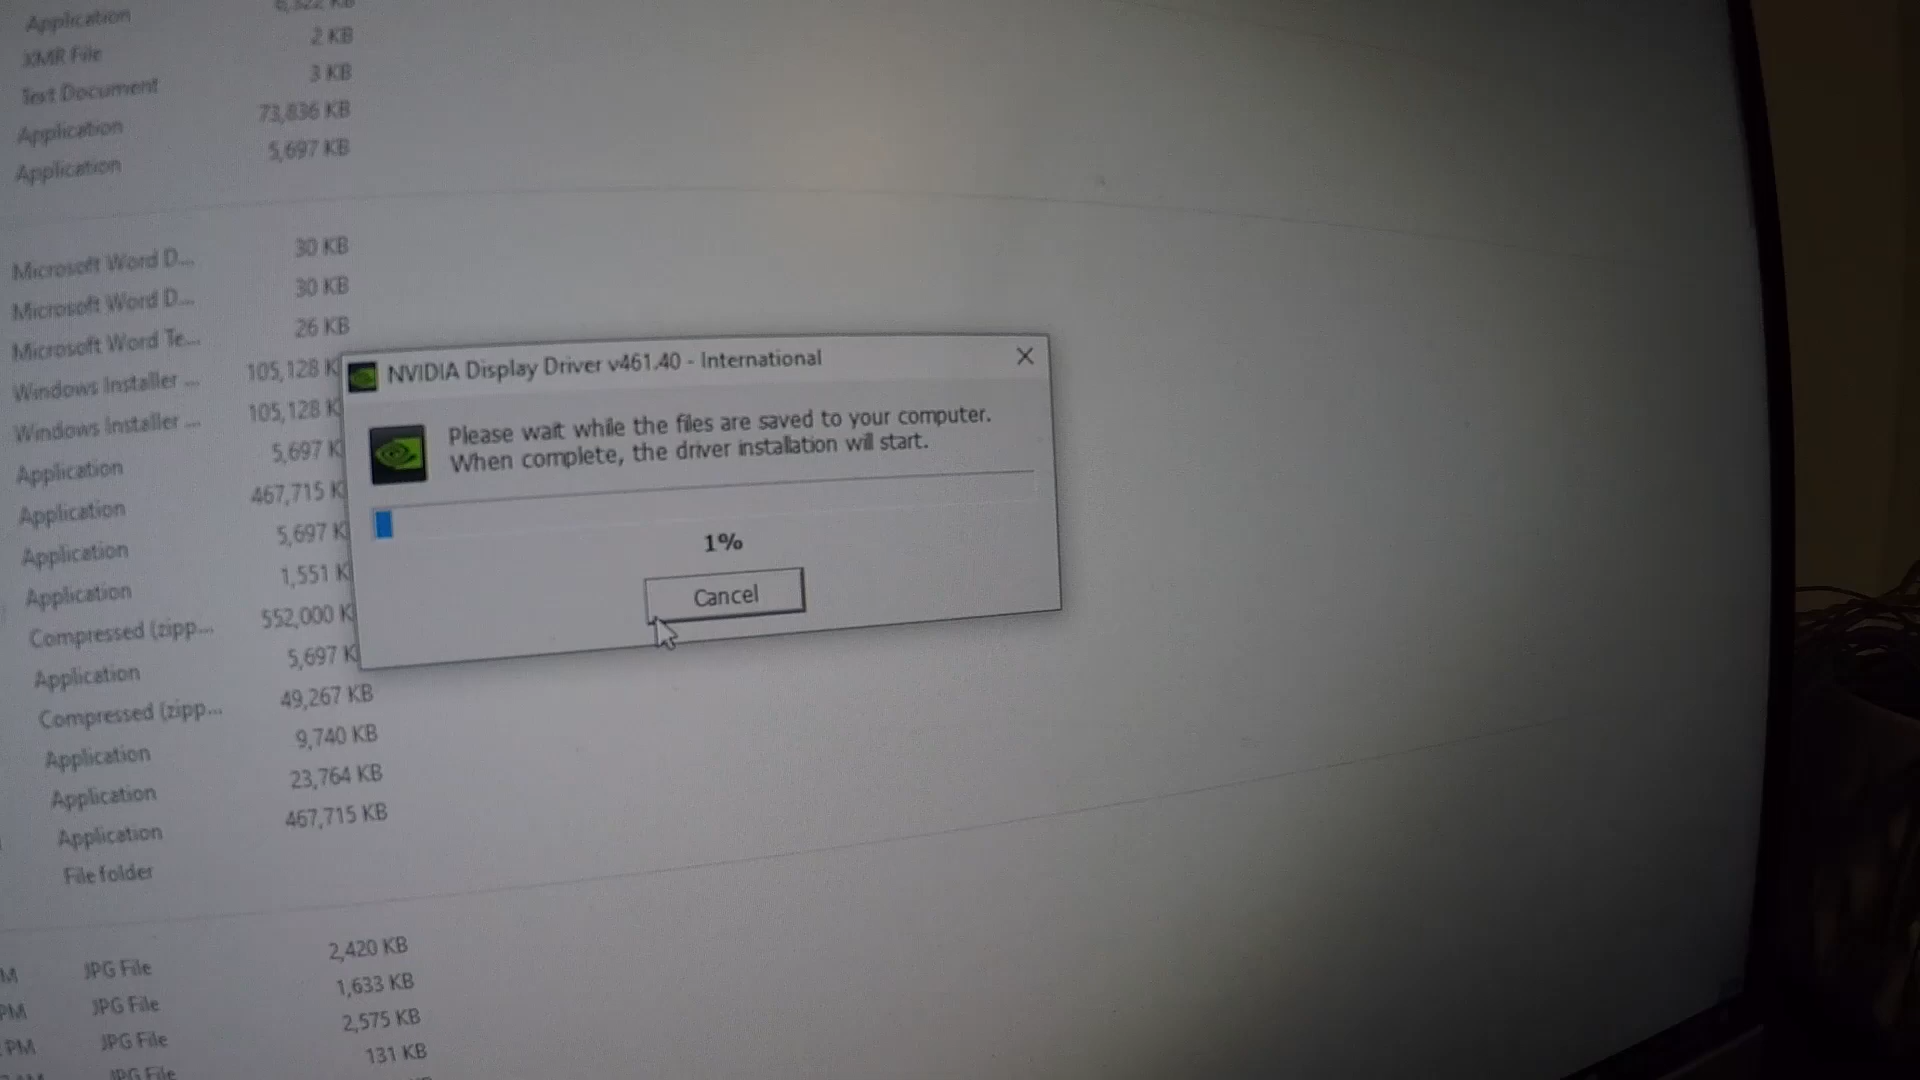 Application
XMR File 2 KB
Text Document 3 KB
Application 73,836 KB
Application 5,697 KB
Microsoft Word D... 30 KB
Microsoft Word D... 30 KB
Microsoft Word Te... 26 KB
Windows Installer ... 105,128 K
Windows Installer ... 105,128 K
Application 5,697 K
Application 467,715 K
Application 5,697 K
Application 1,551 K
Compressed (zipp... 552,000 K
Application 5,697 K
Compressed (zipp... 49,267 KB
Application 9,740 KB
Application 23,764 KB
Application 467,715 KB
File folder
M JPG File 2,420 KB
PM JPG File 1,633 KB
PM JPG File 2,575 KB
JPG File 131 KB
NVIDIA Display Driver v461.40 - International
Please wait while the files are saved to your computer.
When complete, the driver installation will start.
1%
Cancel